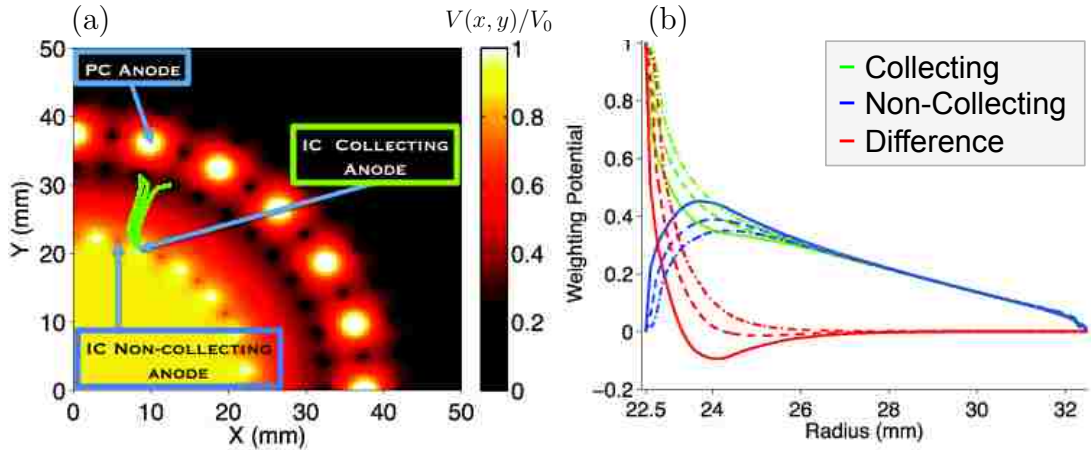 (a)
V(x, y)/V₀
50
40
30
20
10
0
Y (mm)
0 10 20 30 40 50
X (mm)
PC ANODE
IC COLLECTING
ANODE
IC NON-COLLECTING
ANODE
1
0.8
0.6
0.4
0.2
0
(b)
1
0.8
0.6
0.4
0.2
0
−0.2
Weighting Potential
22.5 24 26 28 30 32
Radius (mm)
Collecting
Non-Collecting
Difference